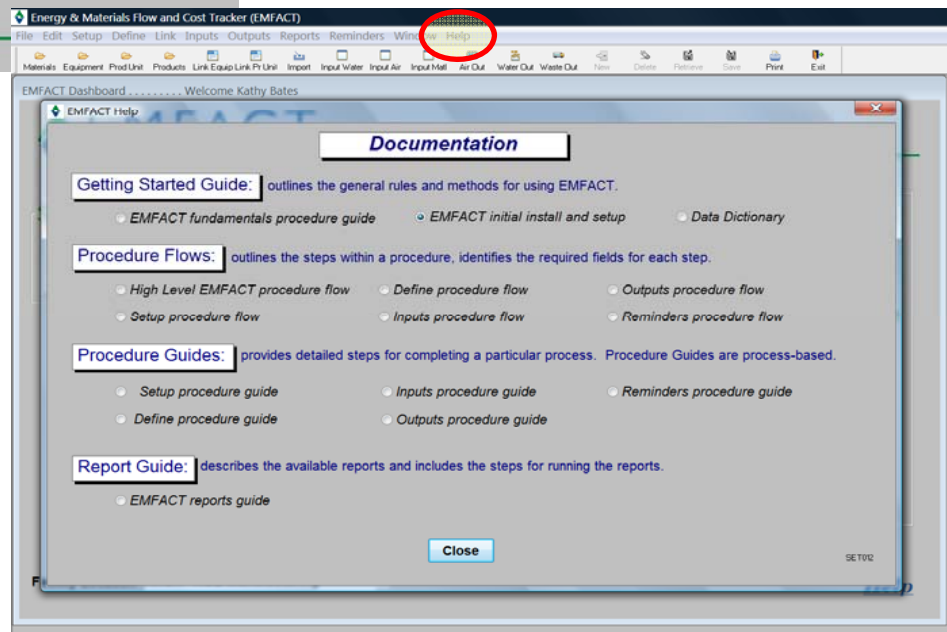 Energy & Materials Flow and Cost Tracker (EMFACT)
File Edit Setup Define Link Inputs Outputs Reports Reminders Window Help
Materials Equipment Prod Unit Products Link Equip Link Pr Unit Import Input Water Input Air Input Matl Air Out Water Out Waste Out New Delete Retrieve Save Print Exit
EMFACT Dashboard . . . . . . . . . Welcome Kathy Bates
EMFACT Help
Documentation
Getting Started Guide: outlines the general rules and methods for using EMFACT.
EMFACT fundamentals procedure guide EMFACT initial install and setup Data Dictionary
Procedure Flows: outlines the steps within a procedure, identifies the required fields for each step.
High Level EMFACT procedure flow Define procedure flow Outputs procedure flow
Setup procedure flow Inputs procedure flow Reminders procedure flow
Procedure Guides: provides detailed steps for completing a particular process. Procedure Guides are process-based.
Setup procedure guide Inputs procedure guide Reminders procedure guide
Define procedure guide Outputs procedure guide
Report Guide: describes the available reports and includes the steps for running the reports.
EMFACT reports guide
Close
SET012